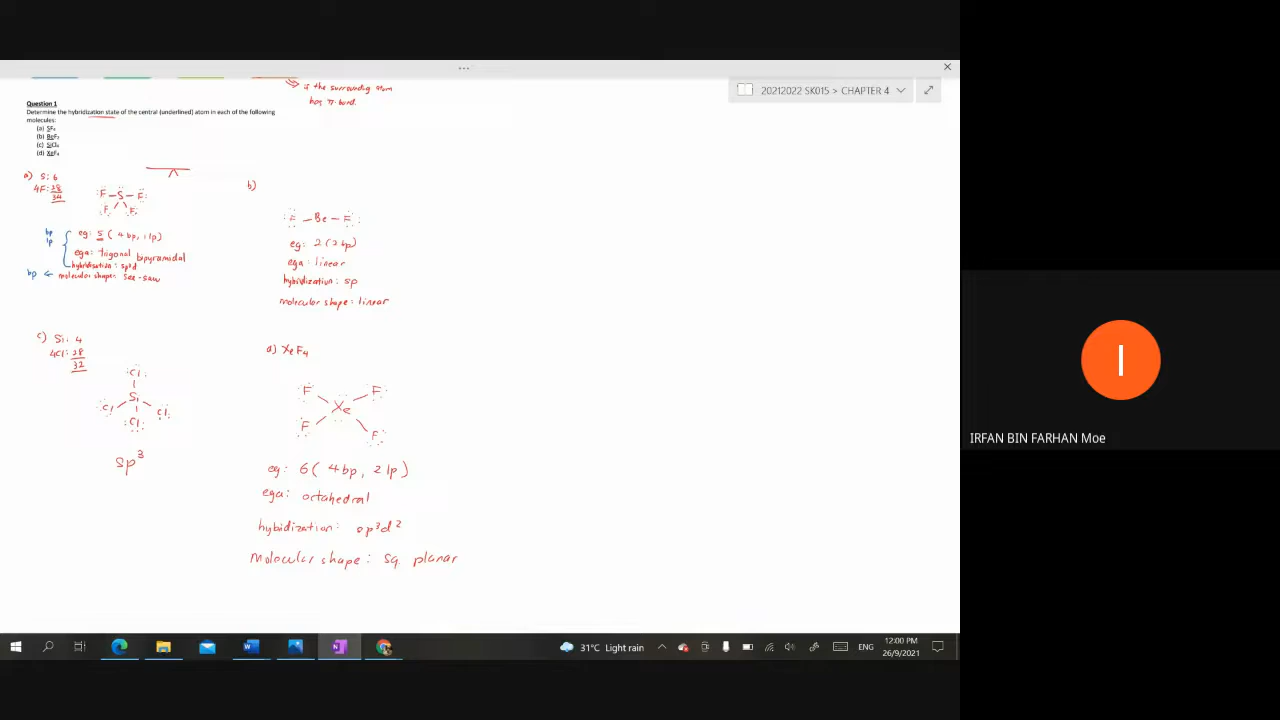 is the surrounding atom
has π bond.
20212022 SK015 > CHAPTER 4
Question 1
Determine the hybridization state of the central (underlined) atom in each of the following
molecules:
(a) SF₄
(b) BeF₂
(c) SiCl₄
(d) XeF₄
a) S: 6
4F: 28
34
F S F
F F
bp
lp
eg: 5 ( 4 bp, 1 lp)
ega: trigonal bipyramidal
hybridisation: sp³d
bp ← molecular shape: see-saw
b)
F — Be — F
eg: 2 (2 bp)
ega: linear
hybridization: sp
molecular shape: linear
c) Si: 4
4Cl: 28
32
Cl
Si
Cl Cl
Cl
sp³
d) XeF₄
F F
Xe
F F
eg: 6 ( 4 bp, 2 lp)
ega: octahedral
hybidization: sp³d²
molecular shape: sq. planar
I
IRFAN BIN FARHAN Moe
31°C Light rain
ENG
12:00 PM
26/9/2021